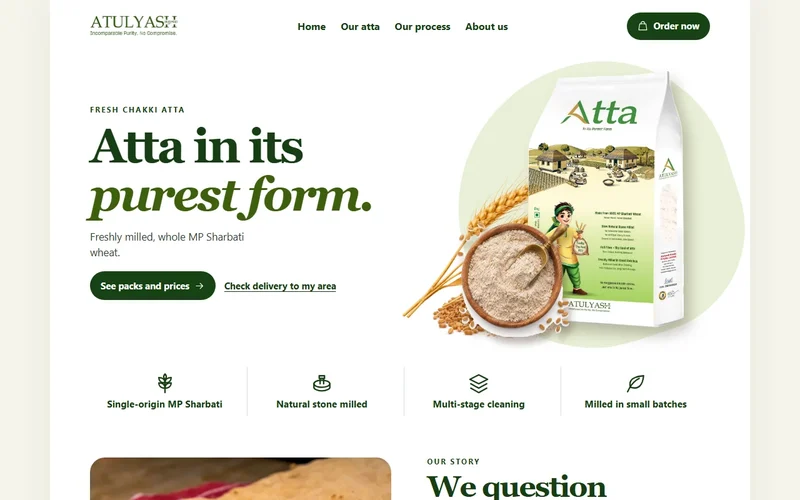 ATULYASH
Incomparable Purity. No Compromise.
Home
Our atta
Our process
About us
Order now
FRESH CHAKKI ATTA
Atta in its
purest form.
Freshly milled, whole MP Sharbati
wheat.
See packs and prices
Check delivery to my area
Atta
ATULYASH
ATULYASH
Single-origin MP Sharbati
Natural stone milled
Multi-stage cleaning
Milled in small batches
OUR STORY
We question